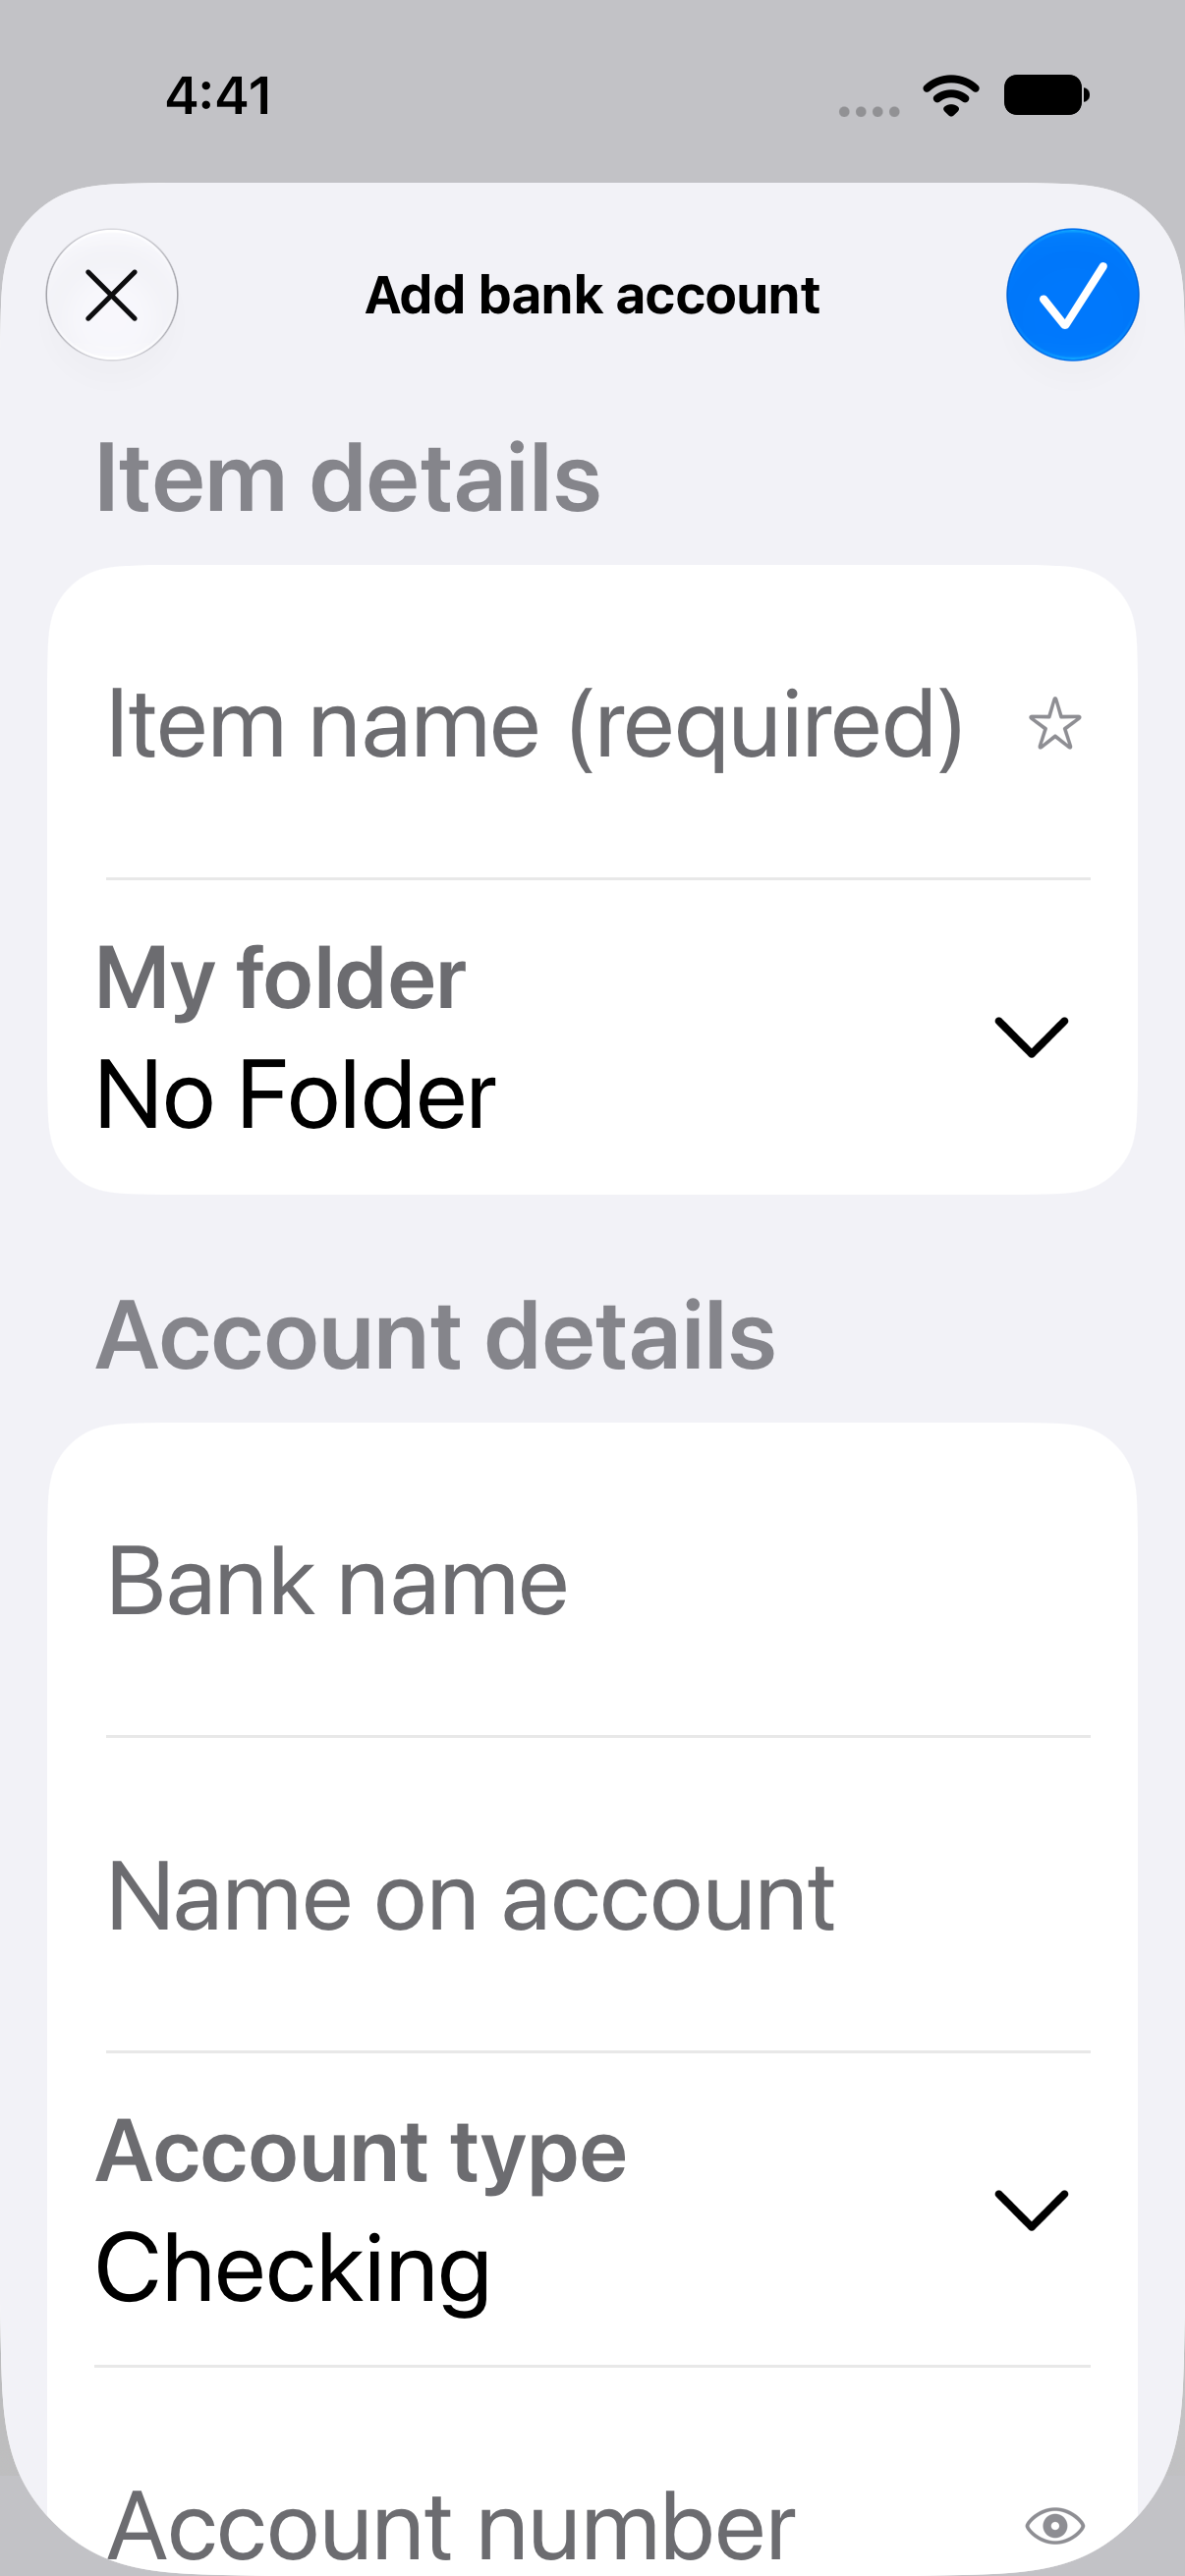 4:41
Add bank account
Item details
Item name (required)
My folder
No Folder
Account details
Bank name
Name on account
Account type
Checking
Account number